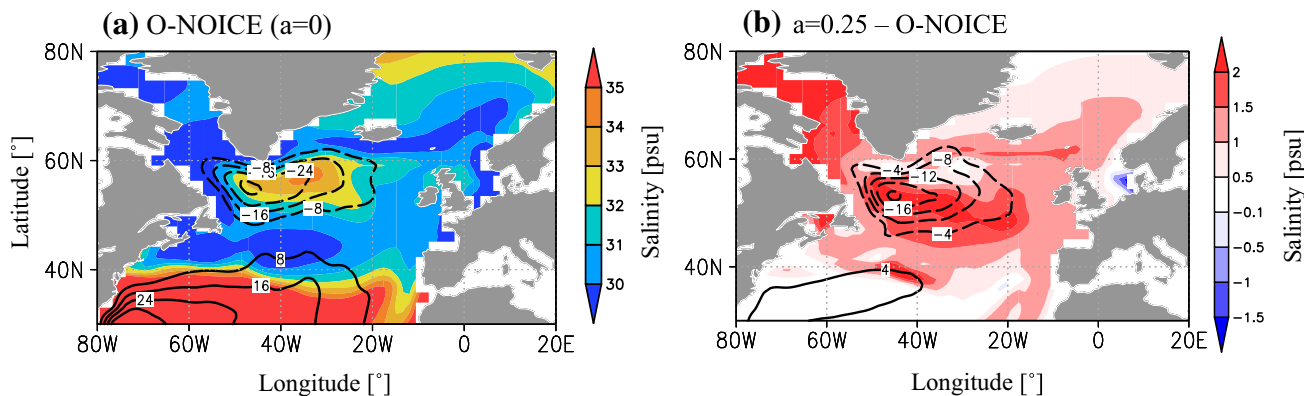 (a) O-NOICE (a=0)
(b) a=0.25 – O-NOICE
80N
60N
40N
Latitude [˚]
80W 60W 40W 20W 0 20E
Longitude [˚]
-8 -24
-16 -8
8
16
24
35
34
33
32
31
30
Salinity [psu]
80N
60N
40N
80W 60W 40W 20W 0 20E
Longitude [˚]
-8
-4
-12
-16
-4
4
2
1.5
1
0.5
-0.1
-0.5
-1
-1.5
Salinity [psu]